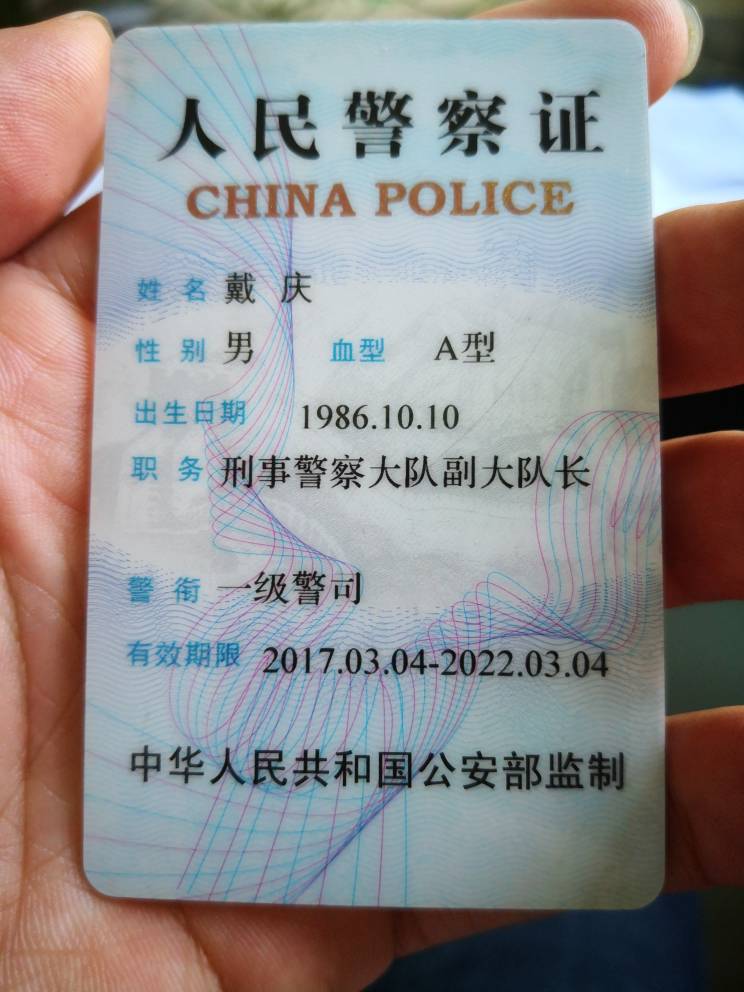 人民警察证
CHINA POLICE
姓名 戴庆
性别 男 血型 A型
出生日期 1986.10.10
职务 刑事警察大队副大队长
警衔 一级警司
有效期限 2017.03.04-2022.03.04
中华人民共和国公安部监制